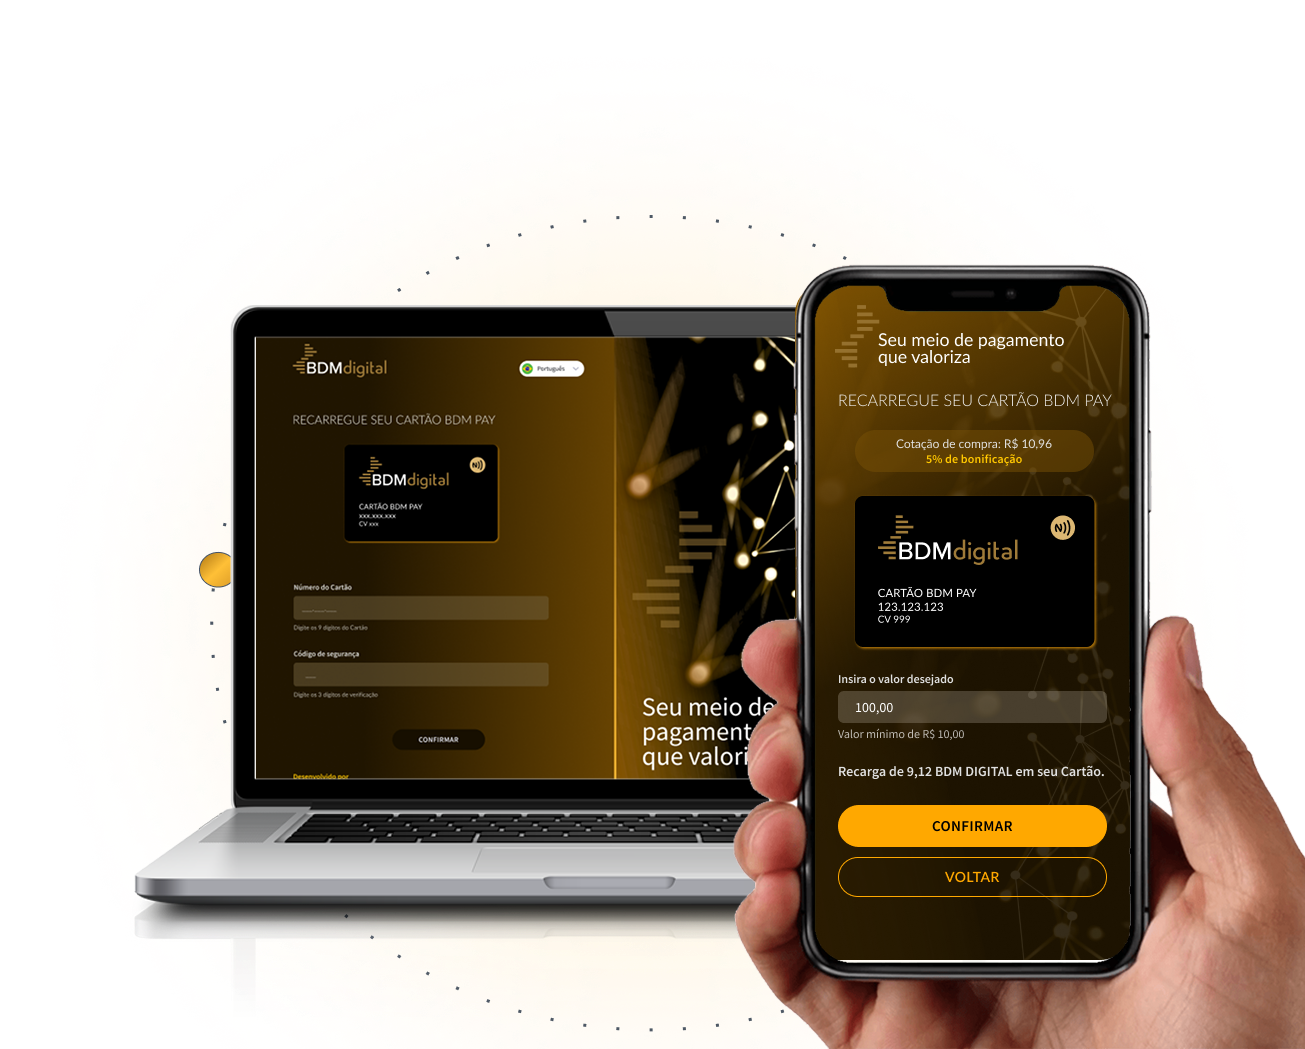 BDMdigital
Português
RECARREGUE SEU CARTÃO BDM PAY
BDMdigital
N
CARTÃO BDM PAY
xxx.xxx.xxx
CV xxx
Número do Cartão
___.___.___
Digite os 9 dígitos do Cartão
Código de segurança
___
Digite os 3 dígitos de verificação
CONFIRMAR
Desenvolvido por
Seu meio de
pagament
que valori
Seu meio de pagamento
que valoriza
RECARREGUE SEU CARTÃO BDM PAY
Cotação de compra: R$ 10,96
5% de bonificação
BDMdigital
N
CARTÃO BDM PAY
123.123.123
CV 999
Insira o valor desejado
100,00
Valor mínimo de R$ 10,00
Recarga de 9,12 BDM DIGITAL em seu Cartão.
CONFIRMAR
VOLTAR